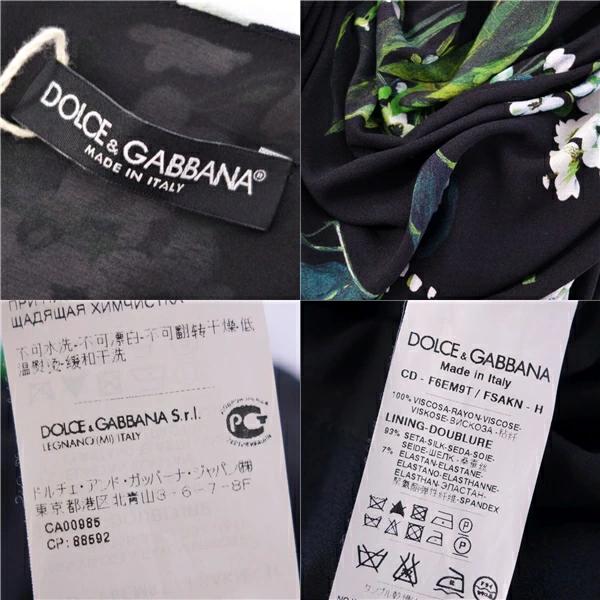 DOLCE & GABBANA®
MADE IN ITALY
ЩАДЯЩАЯ ХИМЧИСТКА
不可水洗-不可漂白-不可翻转干燥-低
温熨烫-缓和干洗
DOLCE & GABBANA S.r.l.
LEGNANO (MI) ITALY
ドルチェ・アンド・ガッバーナ・ジャパン㈱
東京都港区北青山3-6-7-8F
CA00985
CP: 88592
DOLCE & GABBANA
Made in Italy
CD - F6EM9T / FSAKN - H
100% VISCOSA-RAYON-VISCOSE-
VISKOSE-ВИСКОЗА-粘纤
LINING-DOUBLURE
93% SETA-SILK-SEDA-SOIE-
SEIDE-ШЕЛК-桑蚕丝
7% ELASTAN-ELASTANE-
ELASTANO-ELASTHANNE-
ELASTHAN-ЭЛАСТАН-
聚氨酯弹性纤维-SPANDEX